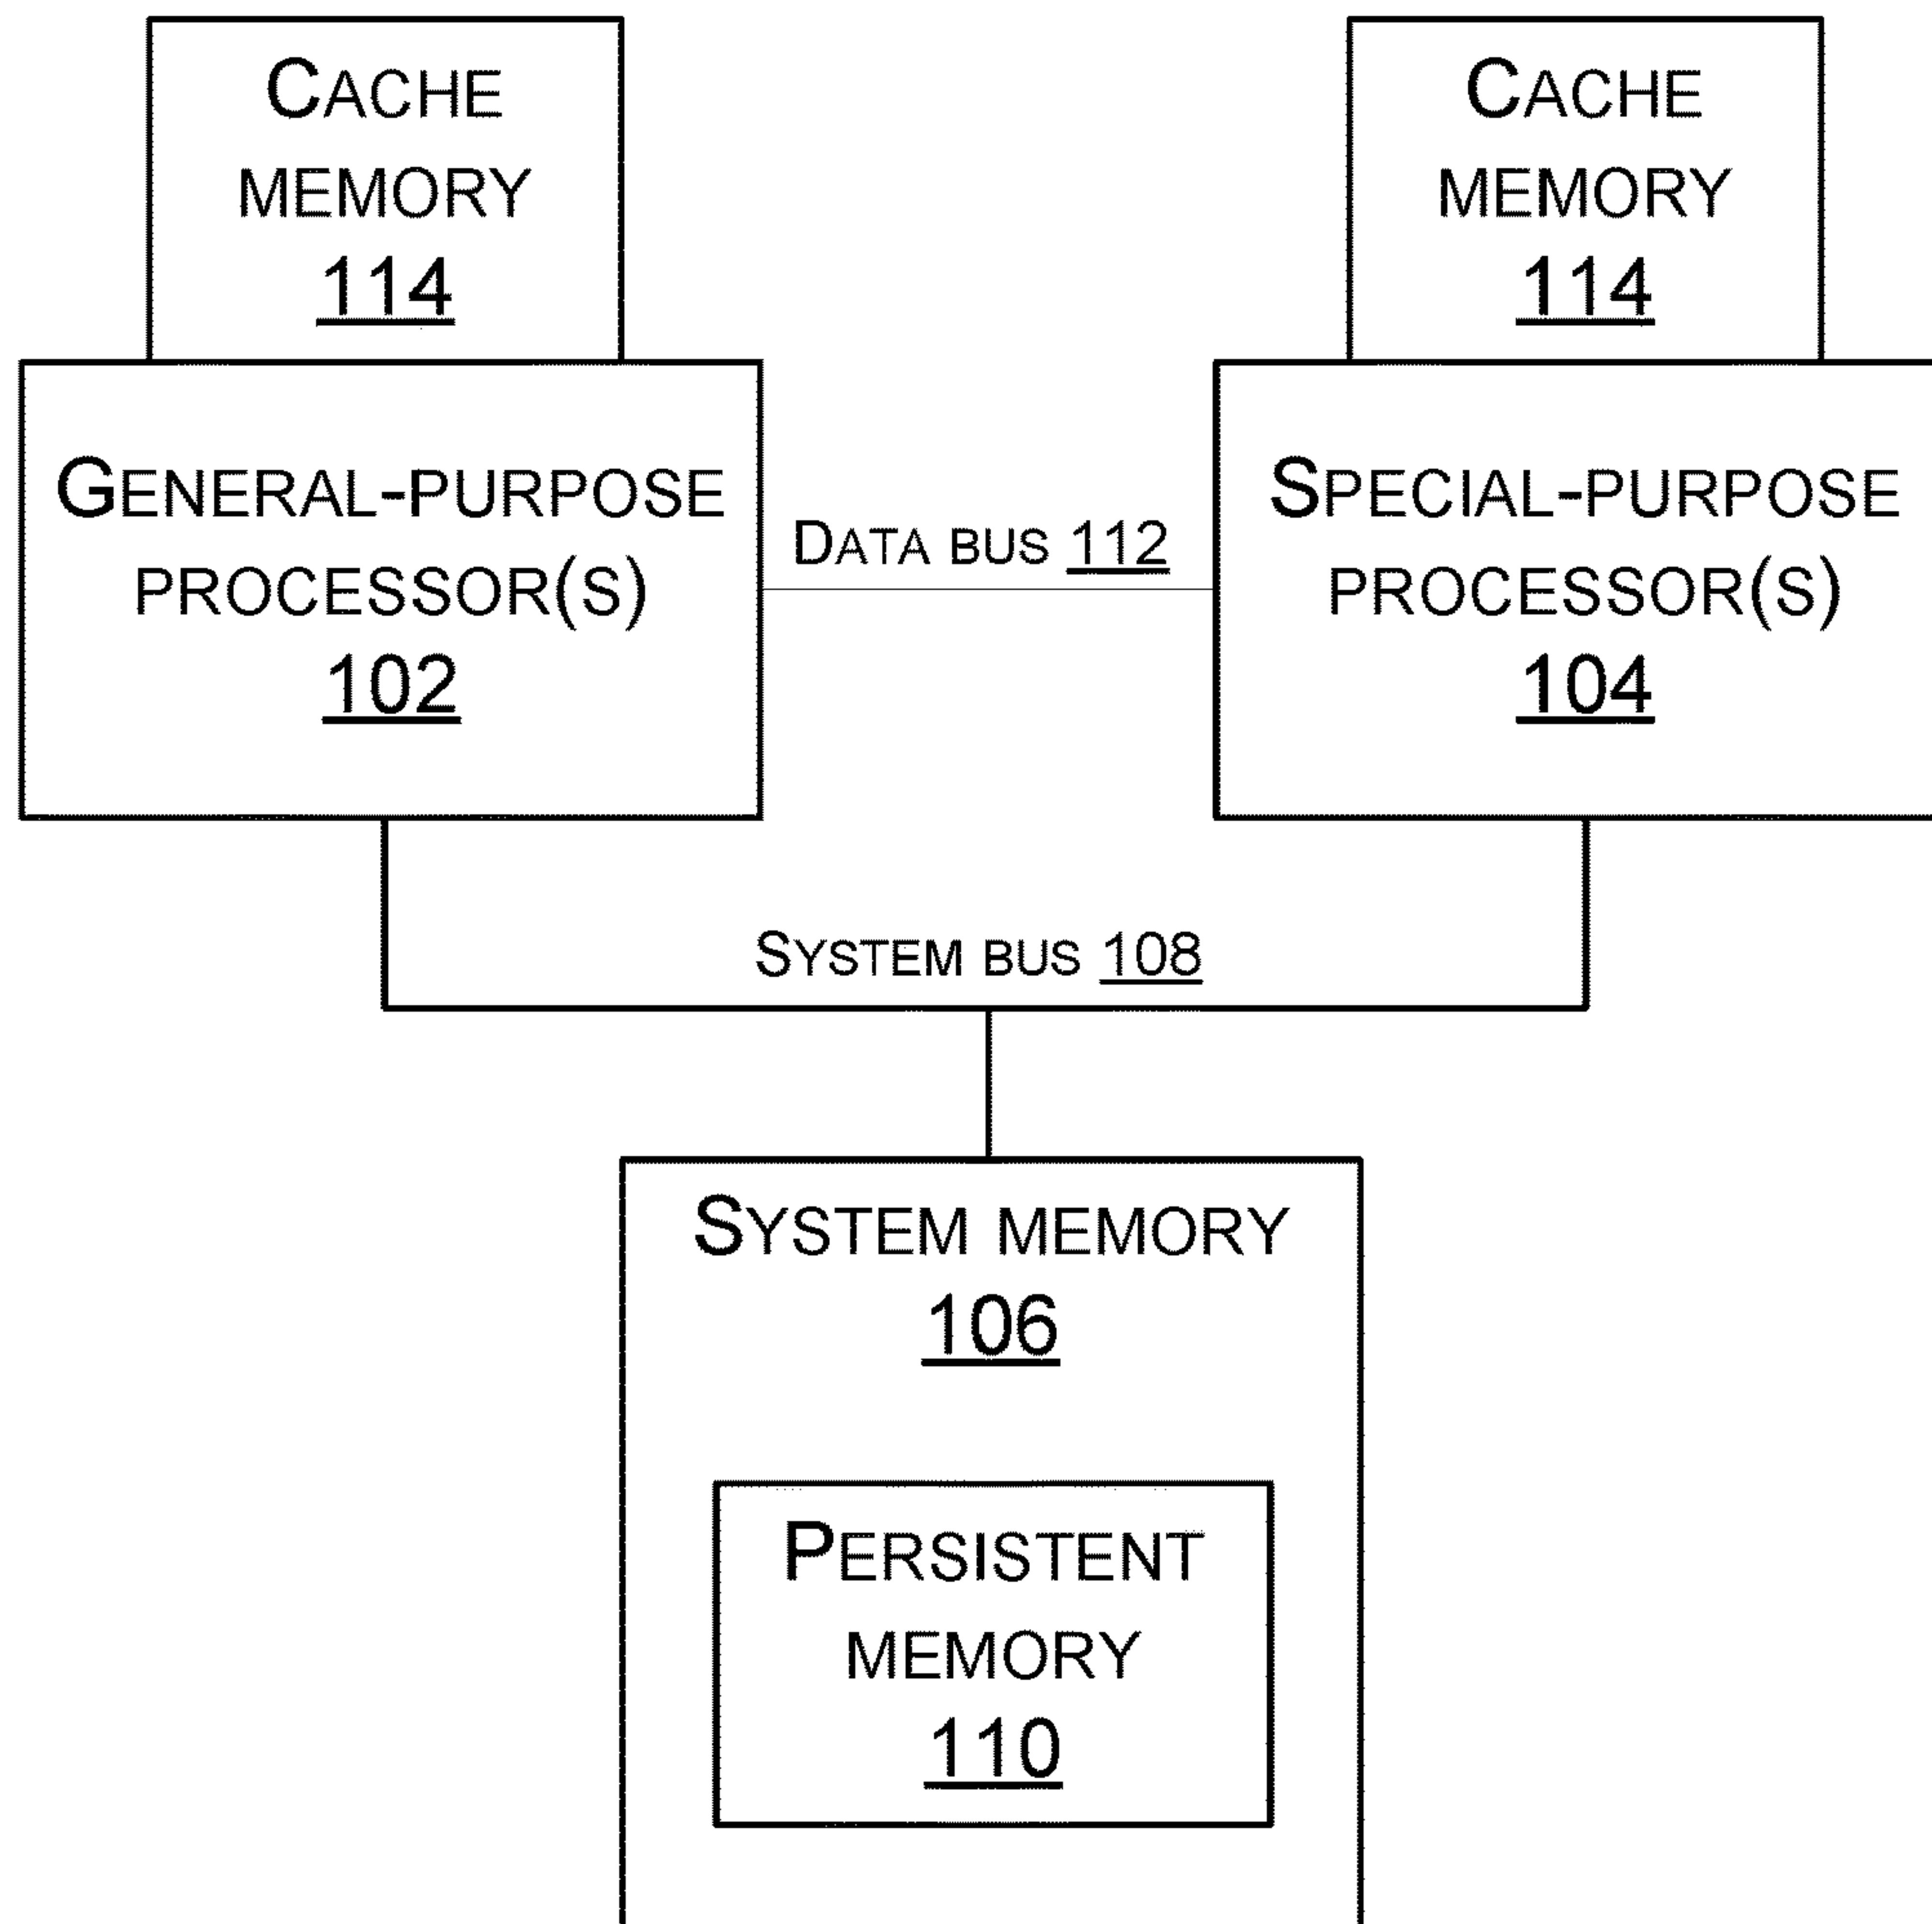 CACHE
MEMORY
114
CACHE
MEMORY
114
GENERAL-PURPOSE
PROCESSOR(S)
102
DATA BUS 112
SPECIAL-PURPOSE
PROCESSOR(S)
104
SYSTEM BUS 108
SYSTEM MEMORY
106
PERSISTENT
MEMORY
110